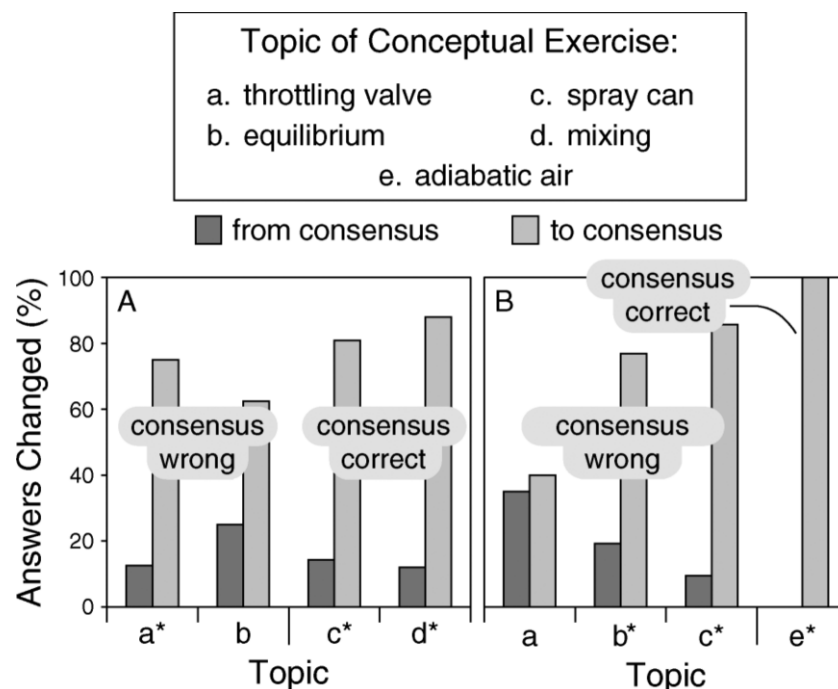 Topic of Conceptual Exercise:
a. throttling valve c. spray can
b. equilibrium d. mixing
e. adiabatic air
from consensus to consensus
Answers Changed (%)
100
80
60
40
20
0
A
consensus
wrong
consensus
correct
a* b c* d*
Topic
B
consensus
correct
consensus
wrong
a b* c* e*
Topic